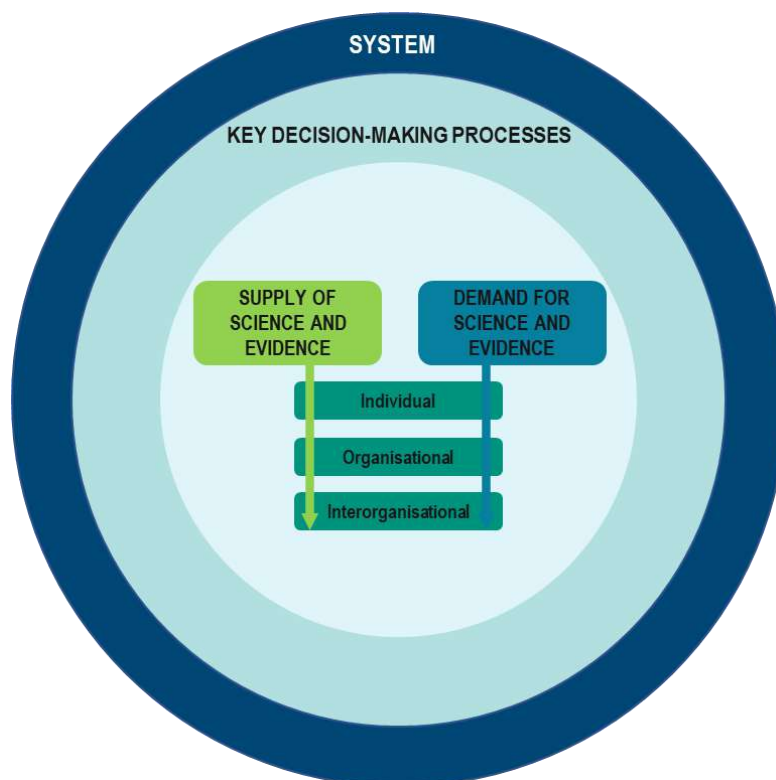 SYSTEM
KEY DECISION-MAKING PROCESSES
SUPPLY OF
SCIENCE AND
EVIDENCE
DEMAND FOR
SCIENCE AND
EVIDENCE
Individual
Organisational
Interorganisational